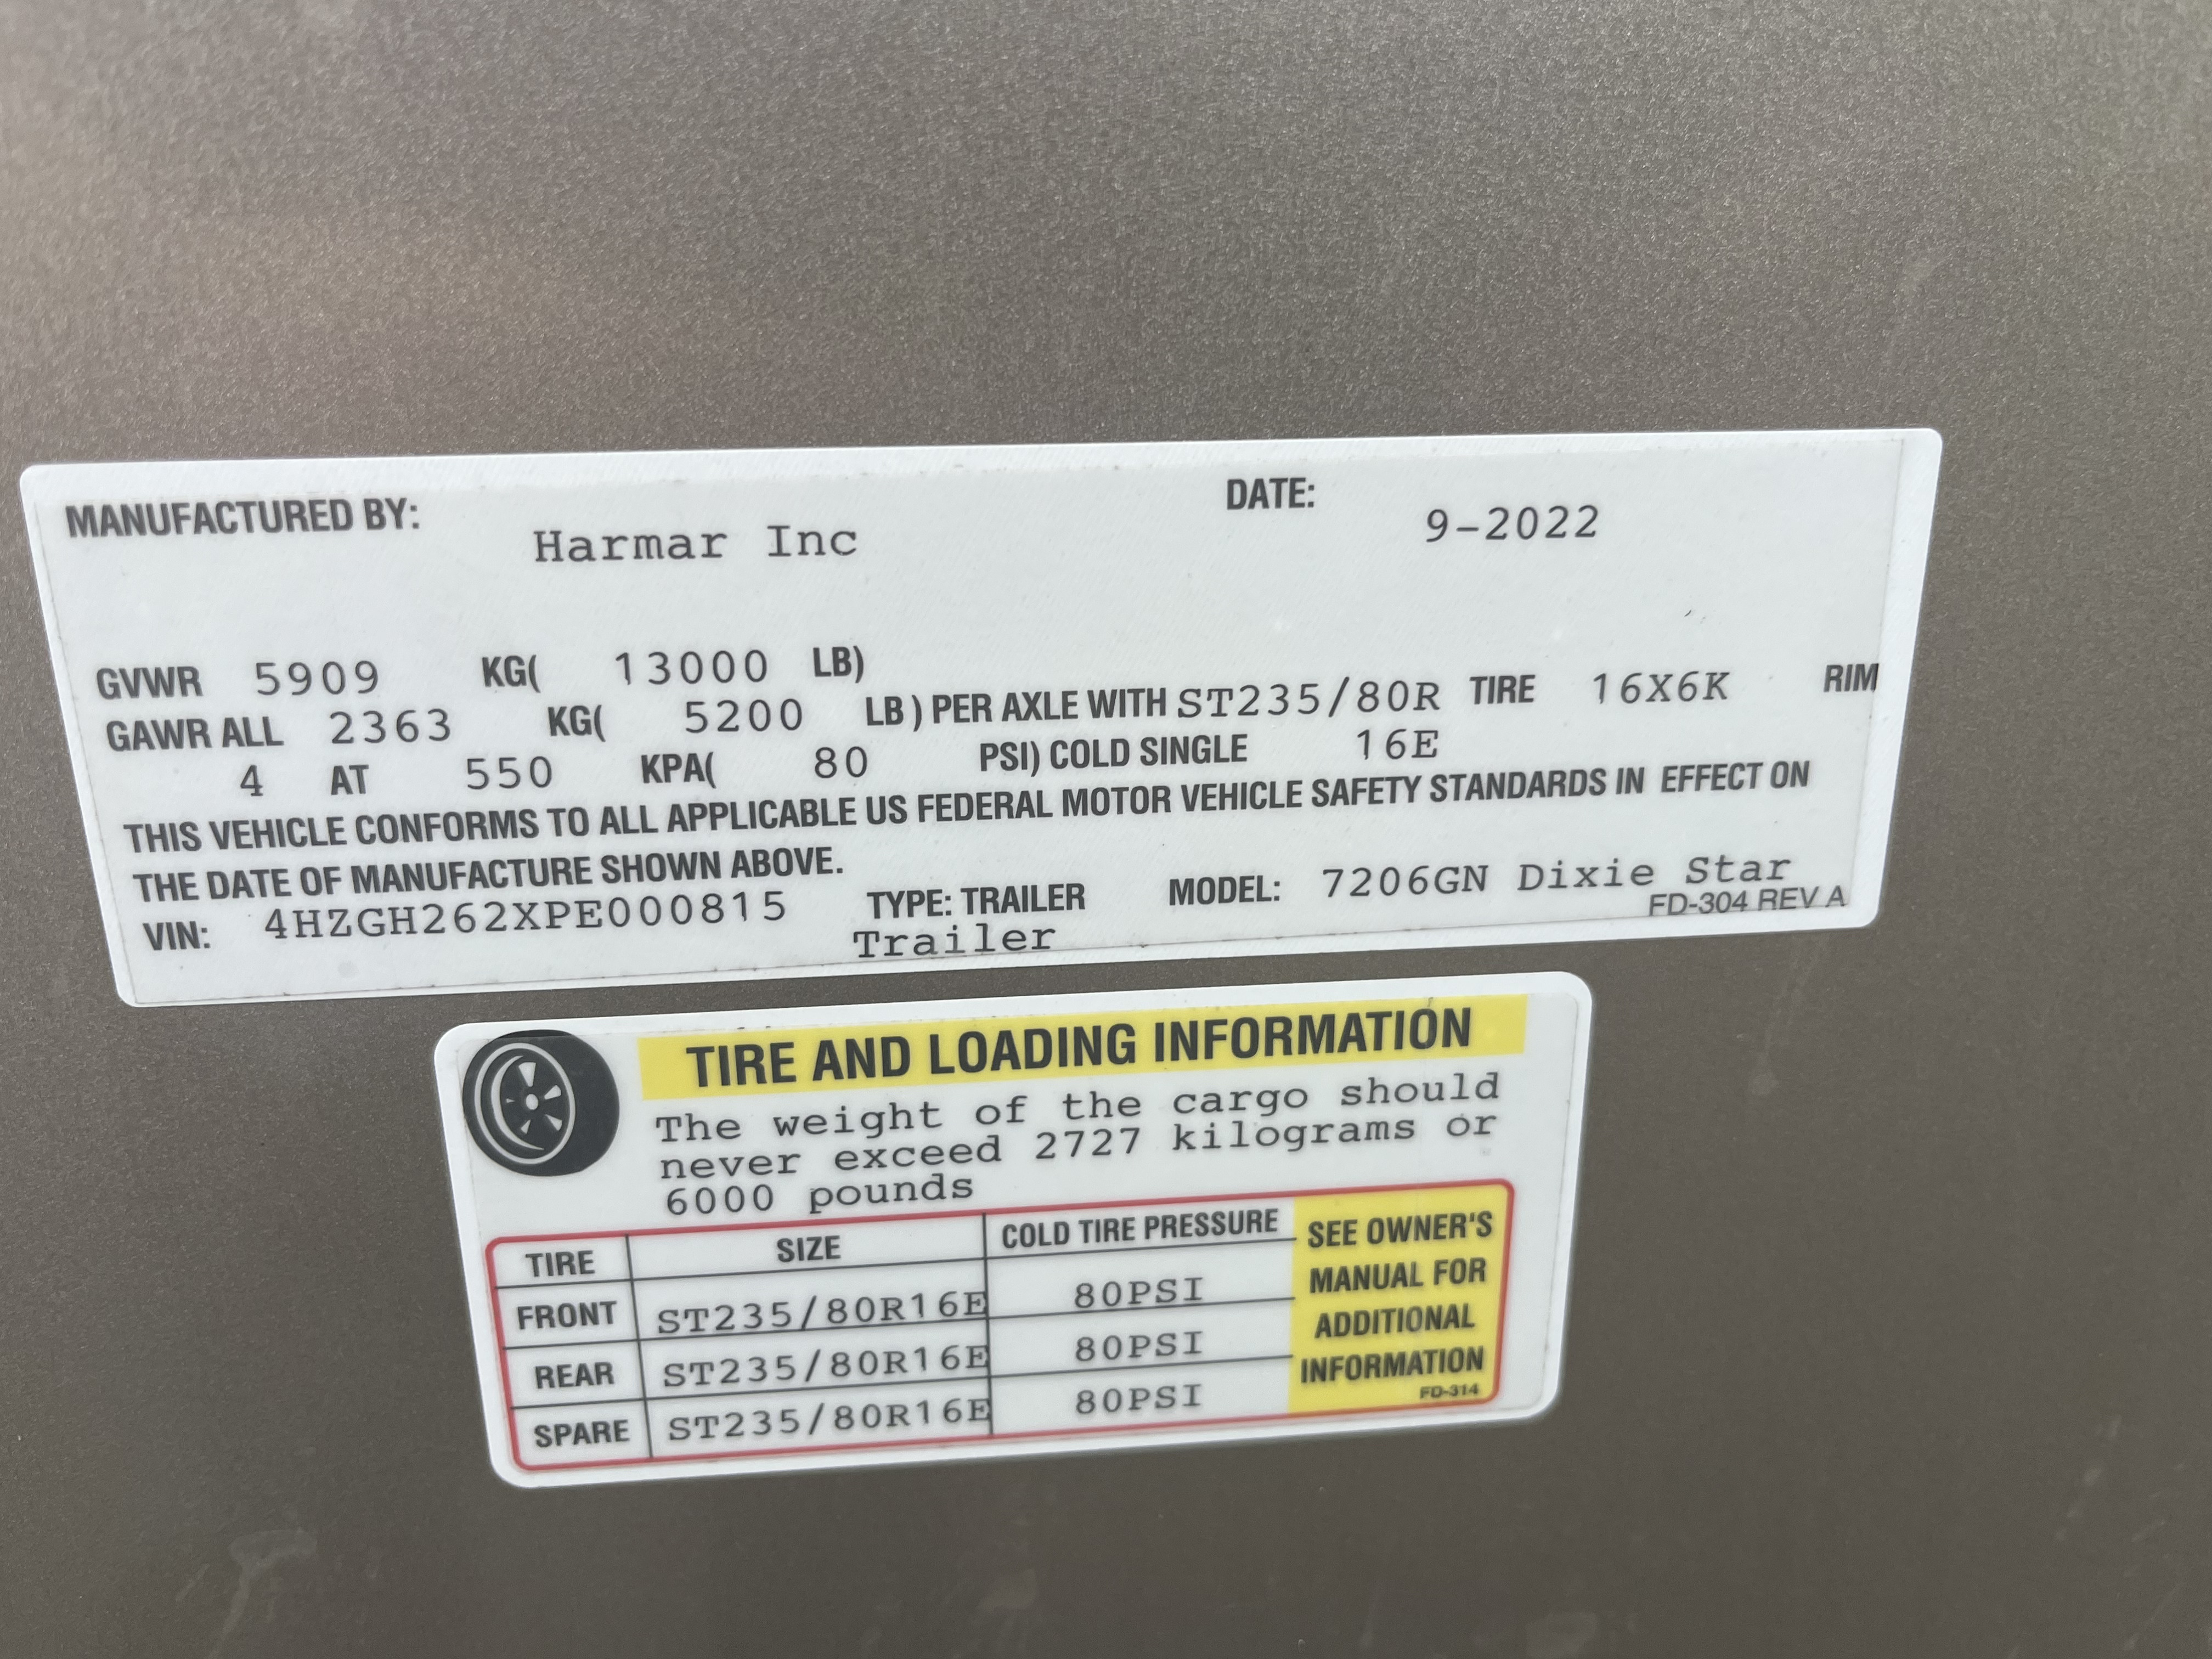 MANUFACTURED BY: Harmar Inc DATE: 9-2022
GVWR 5909 KG( 13000 LB)
GAWR ALL 2363 KG( 5200 LB) PER AXLE WITH ST235/80R TIRE 16X6K RIM
4 AT 550 KPA( 80 PSI) COLD SINGLE 16E
THIS VEHICLE CONFORMS TO ALL APPLICABLE US FEDERAL MOTOR VEHICLE SAFETY STANDARDS IN EFFECT ON
THE DATE OF MANUFACTURE SHOWN ABOVE.
VIN: 4HZGH262XPE000815 TYPE: TRAILER MODEL: 7206GN Dixie Star
Trailer FD-304 REV A
TIRE AND LOADING INFORMATION
The weight of the cargo should
never exceed 2727 kilograms or
6000 pounds
TIRE SIZE COLD TIRE PRESSURE
FRONT ST235/80R16E 80PSI
REAR ST235/80R16E 80PSI
SPARE ST235/80R16E 80PSI
SEE OWNER'S
MANUAL FOR
ADDITIONAL
INFORMATION
FD-314